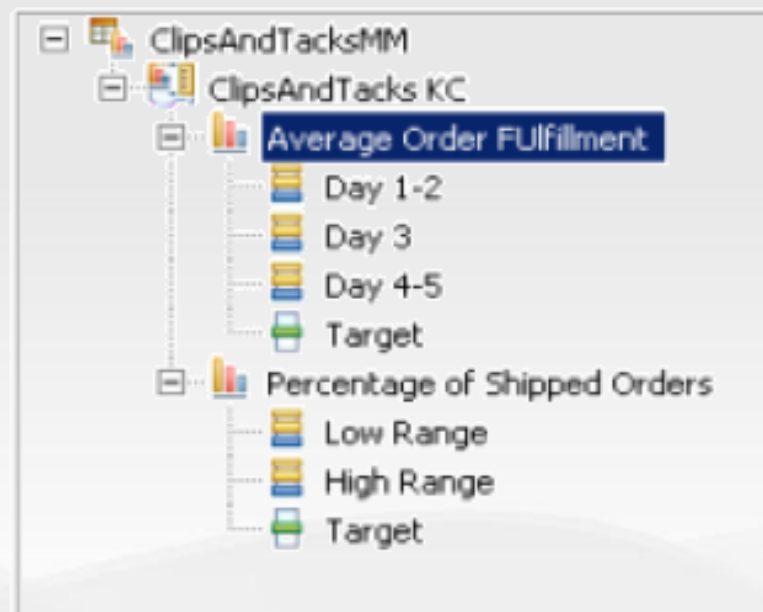 ClipsAndTacksMM
ClipsAndTacks KC
Average Order FUlfillment
Day 1-2
Day 3
Day 4-5
Target
Percentage of Shipped Orders
Low Range
High Range
Target